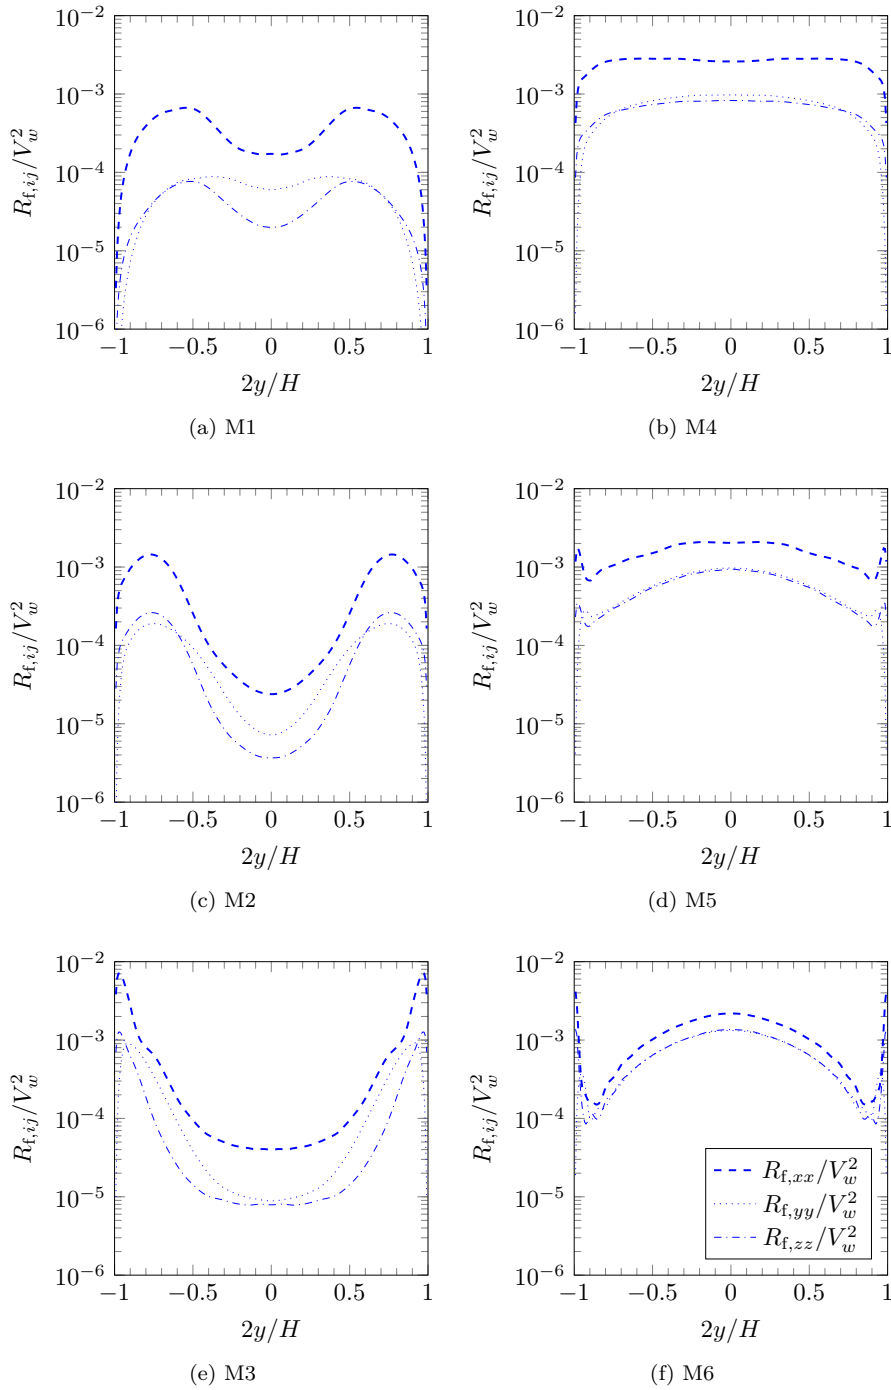 10⁻²
10⁻³
10⁻⁴
10⁻⁵
10⁻⁶
R_{f,ij}/V_w^2
−1 −0.5 0 0.5 1
2y/H
(a) M1
10⁻²
10⁻³
10⁻⁴
10⁻⁵
10⁻⁶
R_{f,ij}/V_w^2
−1 −0.5 0 0.5 1
2y/H
(b) M4
10⁻²
10⁻³
10⁻⁴
10⁻⁵
10⁻⁶
R_{f,ij}/V_w^2
−1 −0.5 0 0.5 1
2y/H
(c) M2
10⁻²
10⁻³
10⁻⁴
10⁻⁵
10⁻⁶
R_{f,ij}/V_w^2
−1 −0.5 0 0.5 1
2y/H
(d) M5
10⁻²
10⁻³
10⁻⁴
10⁻⁵
10⁻⁶
R_{f,ij}/V_w^2
−1 −0.5 0 0.5 1
2y/H
(e) M3
10⁻²
10⁻³
10⁻⁴
10⁻�5
10⁻⁶
R_{f,ij}/V_w^2
R_{f,xx}/V_w^2
R_{f,yy}/V_w^2
R_{f,zz}/V_w^2
−1 −0.5 0 0.5 1
2y/H
(f) M6